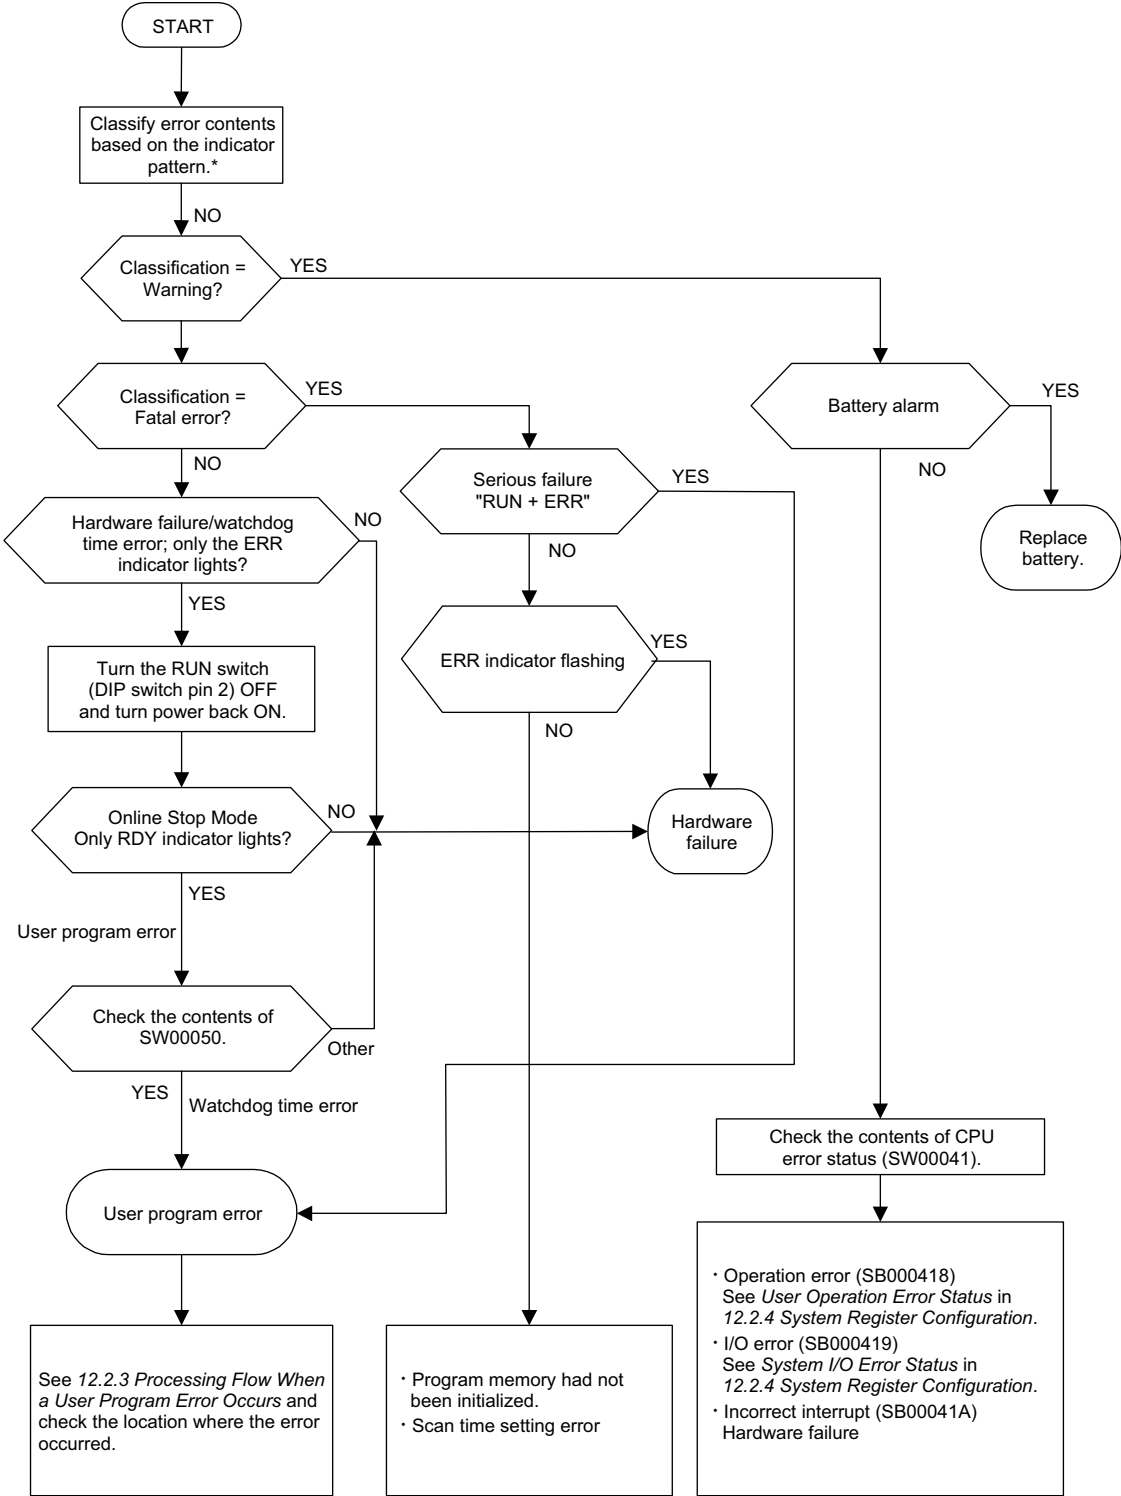 START
Classify error contents
based on the indicator
pattern.*
NO
Classification =
Warning?
YES
Classification =
Fatal error?
YES
NO
Battery alarm
YES
NO
Replace
battery.
Serious failure
"RUN + ERR"
YES
NO
Hardware failure/watchdog
time error; only the ERR
indicator lights?
NO
YES
ERR indicator flashing
YES
NO
Turn the RUN switch
(DIP switch pin 2) OFF
and turn power back ON.
Online Stop Mode
Only RDY indicator lights?
NO
YES
Hardware
failure
User program error
Check the contents of
SW00050.
Other
YES
Watchdog time error
User program error
Check the contents of CPU
error status (SW00041).
See 12.2.3 Processing Flow When
a User Program Error Occurs and
check the location where the error
occurred.
· Program memory had not
been initialized.
· Scan time setting error
· Operation error (SB000418)
See User Operation Error Status in
12.2.4 System Register Configuration.
· I/O error (SB000419)
See System I/O Error Status in
12.2.4 System Register Configuration.
· Incorrect interrupt (SB00041A)
Hardware failure